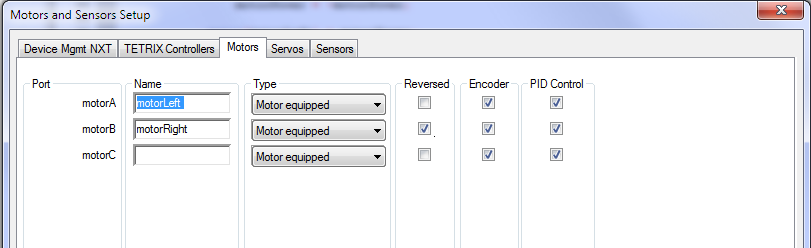 Motors and Sensors Setup
Device Mgmt NXT TETRIX Controllers Motors Servos Sensors
Port Name Type Reversed Encoder PID Control
motorA motorLeft Motor equipped
motorB motorRight Motor equipped .
motorC Motor equipped